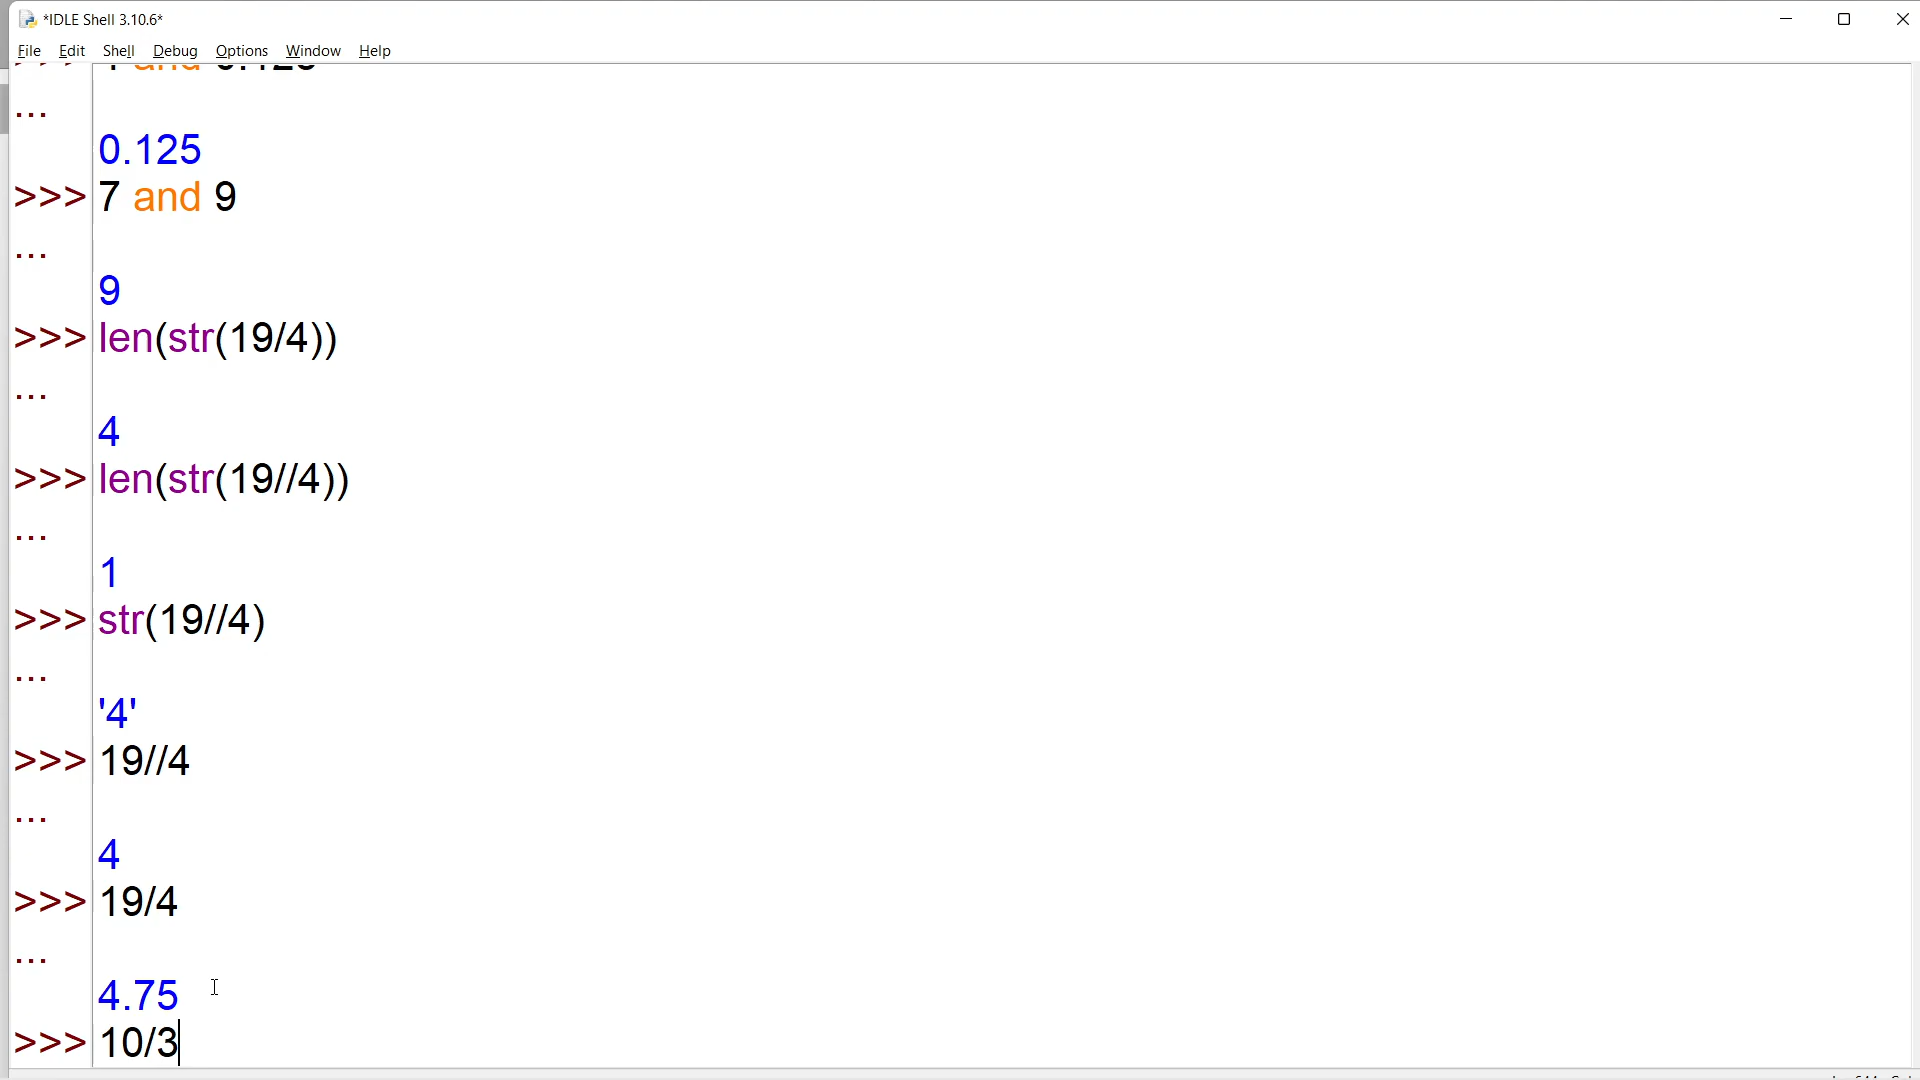 *IDLE Shell 3.10.6*
File Edit Shell Debug Options Window Help
...
0.125
>>> 7 and 9
...
9
>>> len(str(19/4))
...
4
>>> len(str(19//4))
...
1
>>> str(19//4)
...
'4'
>>> 19//4
...
4
>>> 19/4
...
4.75
>>> 10/3